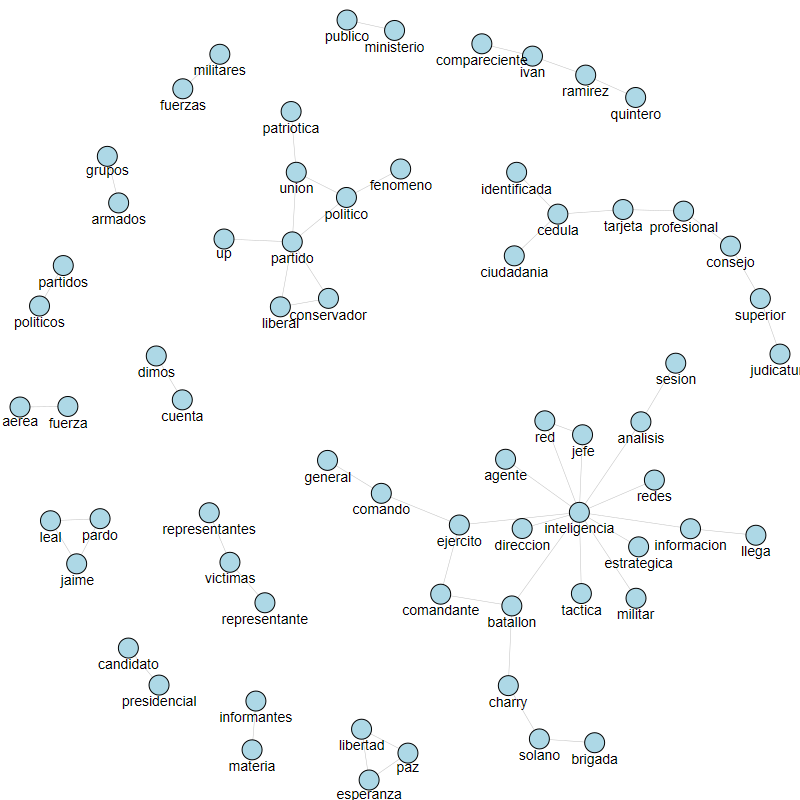 publico
ministerio
militares
compareciente
ivan
ramirez
fuerzas
quintero
patriotica
grupos
union
fenomeno
identificada
armados
politico
cedula
tarjeta
profesional
up
partido
ciudadania
consejo
partidos
politicos
liberal
conservador
superior
dimos
judicatur
sesion
aerea
fuerza
cuenta
red
jefe
analisis
general
agente
redes
comando
leal
pardo
representantes
ejercito
direccion
inteligencia
informacion
llega
estrategica
jaime
victimas
comandante
batallon
tactica
militar
representante
candidato
presidencial
charry
informantes
libertad
paz
solano
brigada
materia
esperanza